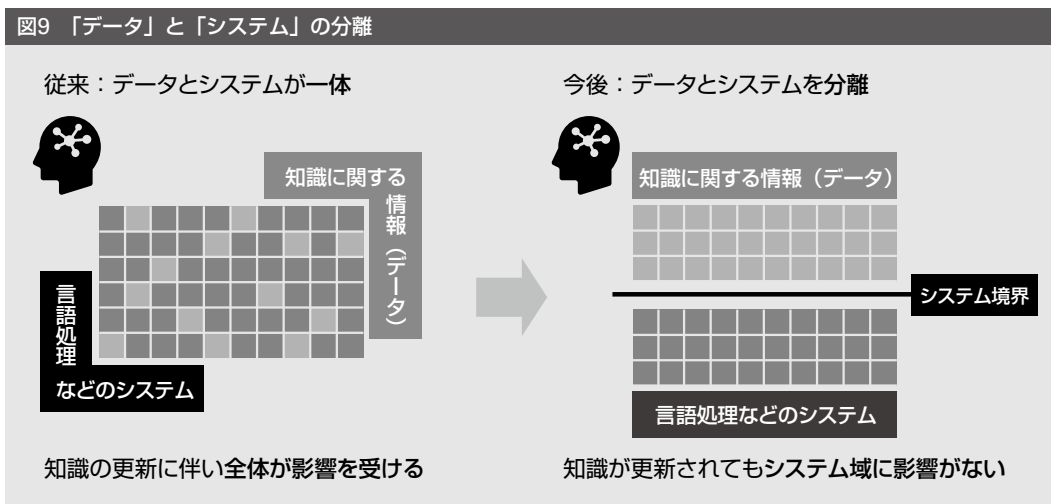 図9 「データ」と「システム」の分離
従来：データとシステムが一体
知識に関する
情報（データ）
言語処理
などのシステム
知識の更新に伴い全体が影響を受ける
今後：データとシステムを分離
知識に関する情報（データ）
システム境界
言語処理などのシステム
知識が更新されてもシステム域に影響がない